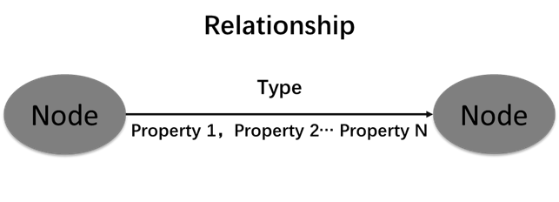 Relationship
Type
Node
Property 1，Property 2… Property N
Node